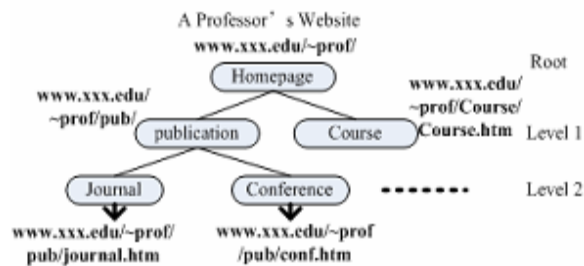 A Professor's Website
www.xxx.edu/~prof/
Homepage
Root
www.xxx.edu/
~prof/pub/
www.xxx.edu/
~prof/Course/
Course.htm
publication
Course
Level 1
Journal
Conference
Level 2
www.xxx.edu/~prof/
pub/journal.htm
www.xxx.edu/~prof
/pub/conf.htm